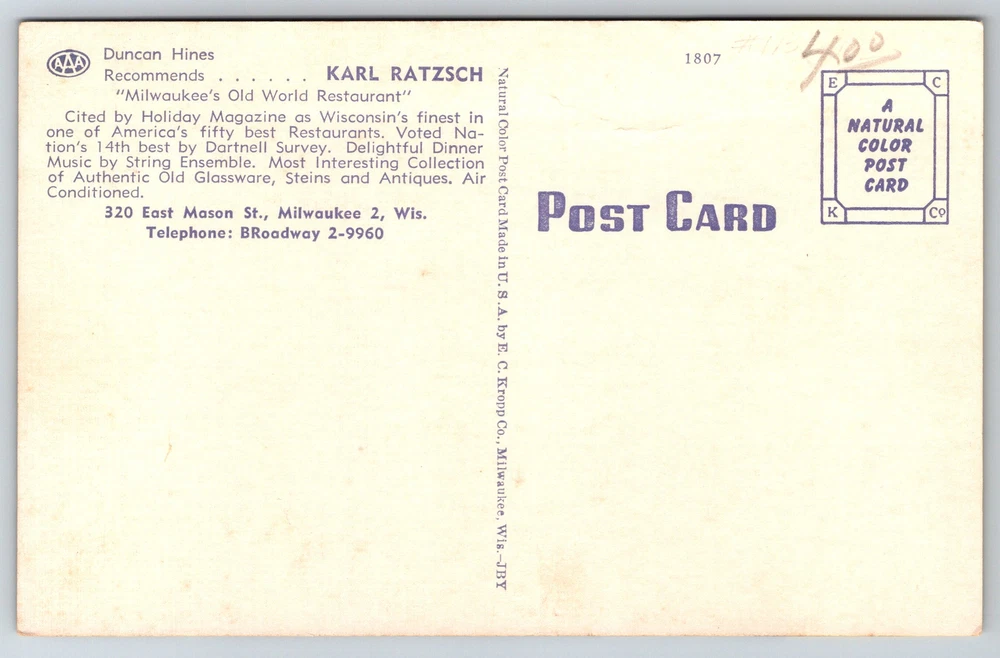 AAA
Duncan Hines
Recommends . . . . . . KARL RATZSCH
"Milwaukee's Old World Restaurant"
Cited by Holiday Magazine as Wisconsin's finest in
one of America's fifty best Restaurants. Voted Na-
tion's 14th best by Dartnell Survey. Delightful Dinner
Music by String Ensemble. Most Interesting Collection
of Authentic Old Glassware, Steins and Antiques. Air
Conditioned.
320 East Mason St., Milwaukee 2, Wis.
Telephone: BRoadway 2-9960
Natural Color Post Card Made in U. S. A. by E. C. Kropp Co., Milwaukee, Wis.—JBY
1807
400
POST CARD
E C
A
NATURAL
COLOR
POST
CARD
K Co